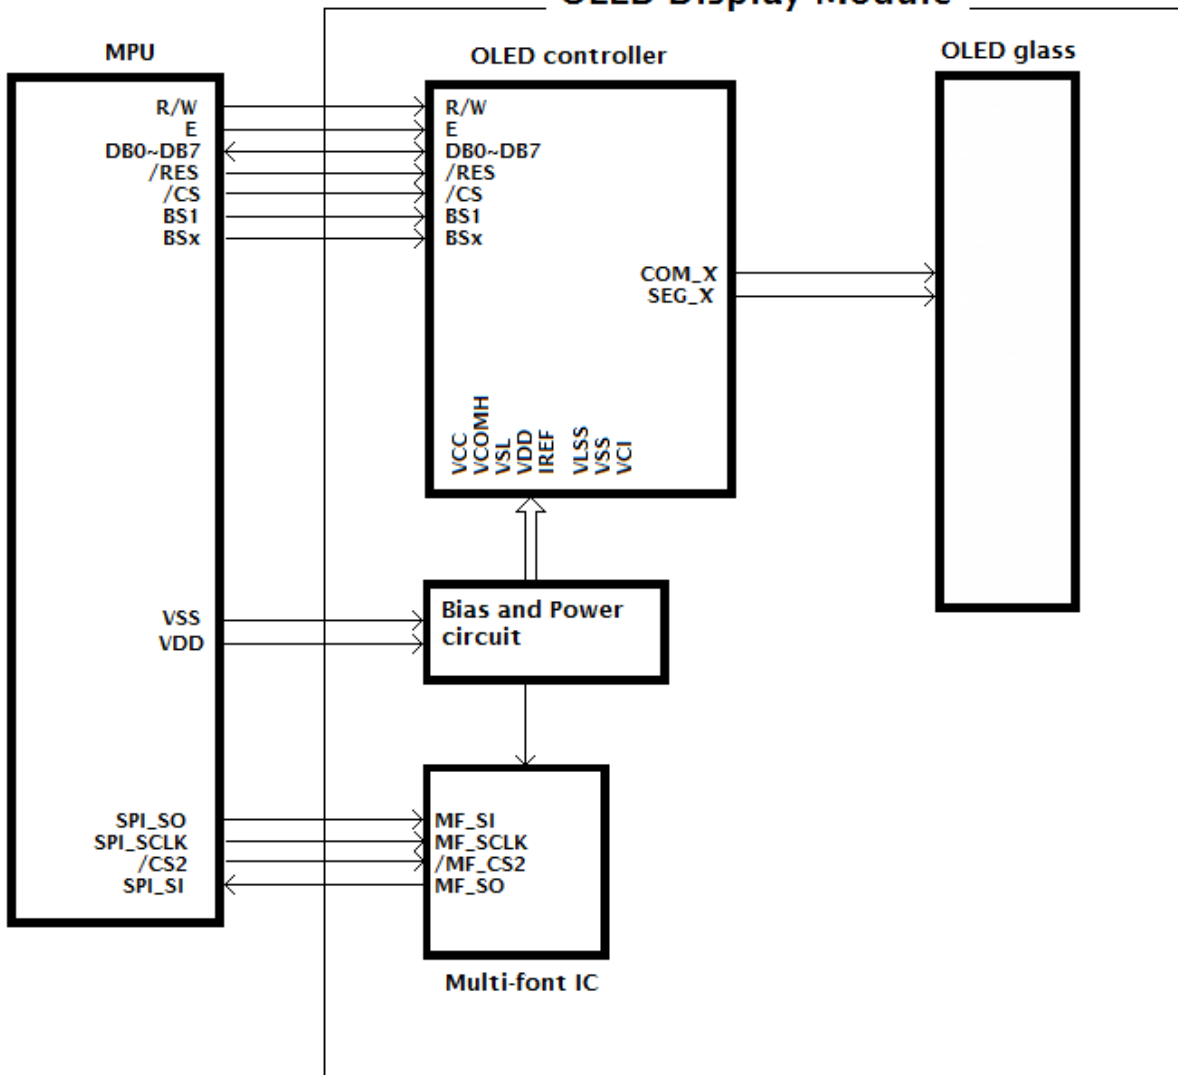 OLED Display Module
MPU
OLED controller
OLED glass
R/W
E
DB0~DB7
/RES
/CS
BS1
BSx
R/W
E
DB0~DB7
/RES
/CS
BS1
BSx
COM_X
SEG_X
VCC
VCOMH
VSL
VDD
IREF
VLSS
VSS
VCI
VSS
VDD
Bias and Power
circuit
SPI_SO
SPI_SCLK
/CS2
SPI_SI
MF_SI
MF_SCLK
/MF_CS2
MF_SO
Multi-font IC